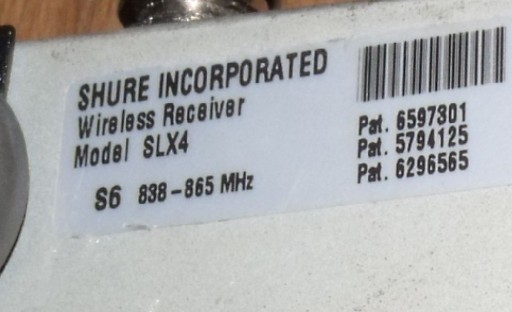 SHURE INCORPORATED
Wireless Receiver
Model SLX4
S6 838-865 MHz
Pat. 6597301
Pat. 5794125
Pat. 6296565